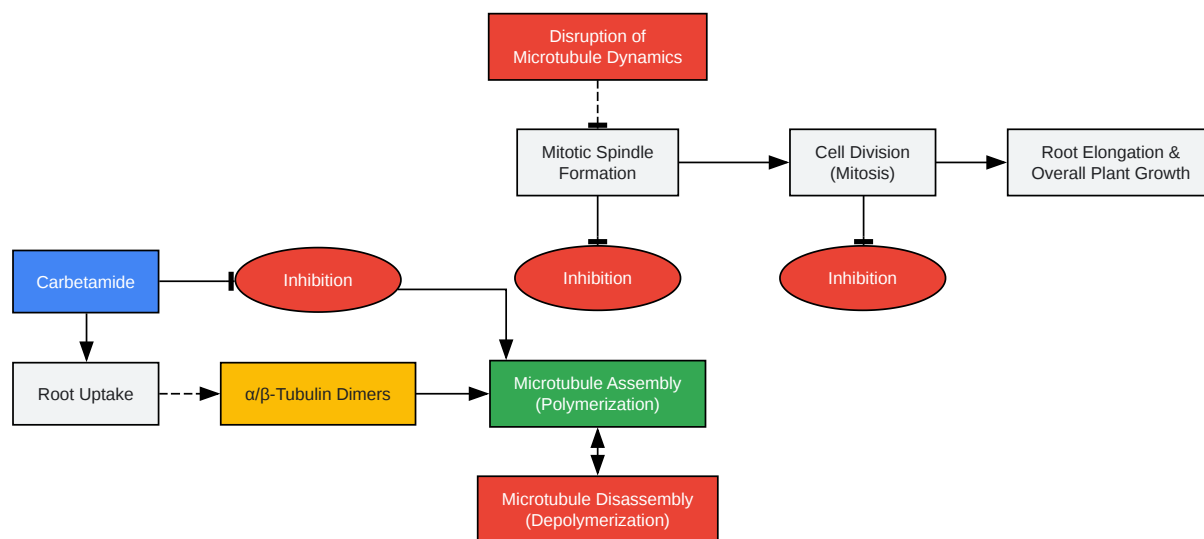 Disruption of
Microtubule Dynamics
Mitotic Spindle
Formation
Cell Division
(Mitosis)
Root Elongation &
Overall Plant Growth
Carbetamide
Inhibition
Inhibition
Inhibition
Root Uptake
α/β-Tubulin Dimers
Microtubule Assembly
(Polymerization)
Microtubule Disassembly
(Depolymerization)